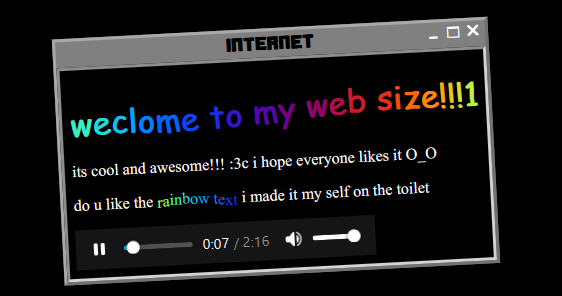 INTERNET
weclome to my web size!!!1
its cool and awesome!!! :3c i hope everyone likes it O_O
do u like the rainbow text i made it my self on the toilet
0:07 / 2:16